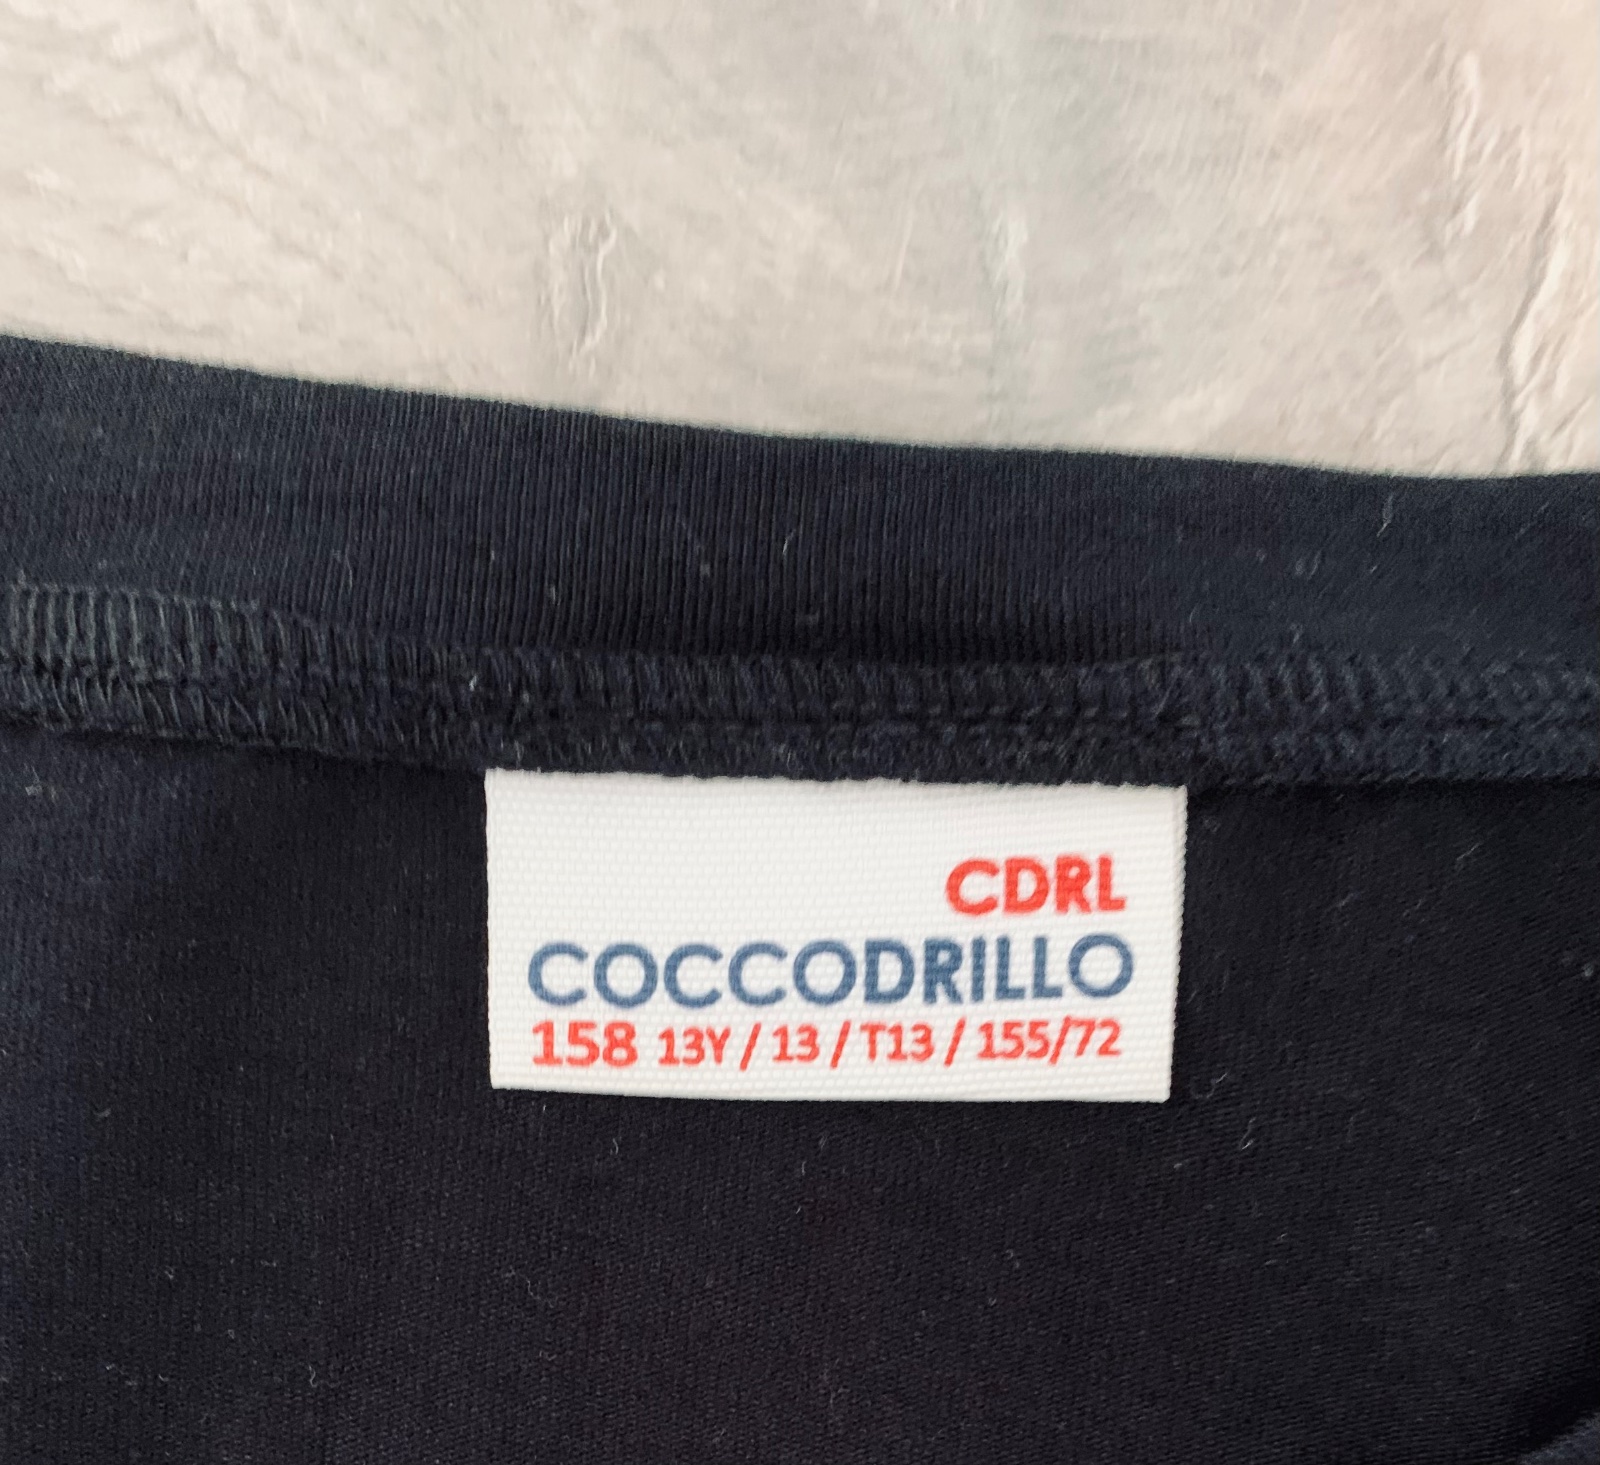 CDRL
COCCODRILLO
158 13Y / 13 / T13 / 155/72